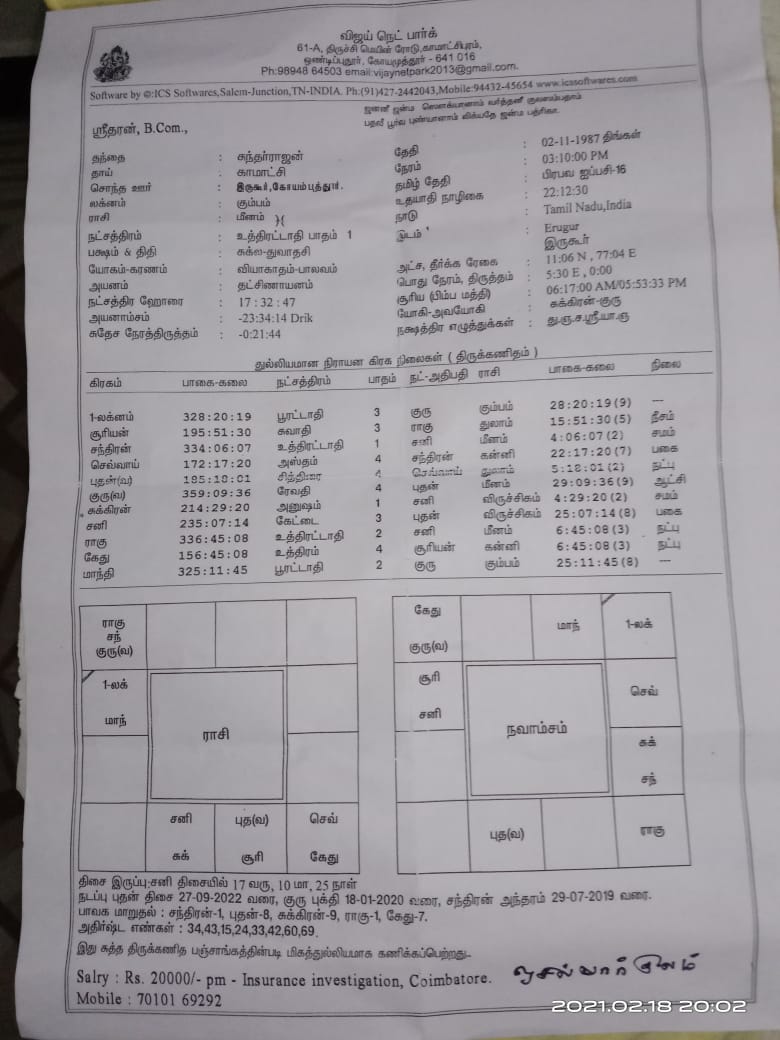 விஜய் நெட் பார்க்
61-A, திருச்சி மெயின் ரோடு,காமாட்சிபுரம்,
ஒண்டிப்புதூர், கோயமுத்தூர் - 641 016
Ph:98948 64503 email:vijaynetpark2013@gmail.com.
Software by ©:ICS Softwares,Salem-Junction,TN-INDIA. Ph:(91)427-2442043,Mobile:94432-45654 www.icssoftwares.com
ஜனனீ ஜன்ம ஸௌக்யானாம் வர்த்தனீ குலஸம்பதாம்
பதவீ பூர்வ புண்யானாம் லிக்யதே ஜன்ம பத்ரிகா.
ஸ்ரீதரன், B.Com.,
தந்தை : சுந்தர்ராஜன்
தாய் : காமாட்சி
சொந்த ஊர் : இருகூர்,கோயம்புத்தூர்.
லக்னம் : கும்பம்
ராசி : மீனம் )(
நட்சத்திரம் : உத்திரட்டாதி பாதம் 1
பக்ஷம் & திதி : சுக்ல-துவாதசி
யோகம்-கரணம் : வியாகாதம்-பாலவம்
அயனம் : தட்சிணாயனம்
நட்சத்திர ஹோரை : 17 : 32 : 47
அயனாம்சம் : -23:34:14 Drik
சுதேச நேரத்திருத்தம் : -0:21:44
தேதி : 02-11-1987 திங்கள்
நேரம் : 03:10:00 PM
தமிழ் தேதி : பிரபவ ஐப்பசி-16
உதயாதி நாழிகை : 22:12:30
நாடு : Tamil Nadu,India
இடம் : Erugur
இருகூர்
அட்ச, தீர்க்க ரேகை : 11:06 N , 77:04 E
பொது நேரம், திருத்தம் : 5:30 E , 0:00
சூரிய (பிம்ப மத்தி) : 06:17:00 AM/05:53:33 PM
யோகி-அவயோகி : சுக்கிரன்-குரு
நக்ஷத்திர எழுத்துக்கள் : து.ஞ.ச.ஸ்ரீ.யா.ஞ
துல்லியமான நிராயன கிரக நிலைகள் ( திருக்கணிதம் )
கிரகம் பாகை-கலை நட்சத்திரம் பாதம் நட்-அதிபதி ராசி பாகை-கலை நிலை
1-லக்னம் 328:20:19 பூரட்டாதி 3 குரு கும்பம் 28:20:19 (9) ---
சூரியன் 195:51:30 சுவாதி 3 ராகு துலாம் 15:51:30 (5) நீசம்
சந்திரன் 334:06:07 உத்திரட்டாதி 1 சனி மீனம் 4:06:07 (2) சமம்
செவ்வாய் 172:17:20 அஸ்தம் 4 சந்திரன் கன்னி 22:17:20 (7) பகை
புதன்(வ) 185:10:01 சித்திரை 4 செவ்வாய் துலாம் 5:18:01 (2) நட்பு
குரு(வ) 359:09:36 ரேவதி 4 புதன் மீனம் 29:09:36 (9) ஆட்சி
சுக்கிரன் 214:29:20 அனுஷம் 1 சனி விருச்சிகம் 4:29:20 (2) சமம்
சனி 235:07:14 கேட்டை 3 புதன் விருச்சிகம் 25:07:14 (8) பகை
ராகு 336:45:08 உத்திரட்டாதி 2 சனி மீனம் 6:45:08 (3) நட்பு
கேது 156:45:08 உத்திரம் 4 சூரியன் கன்னி 6:45:08 (3) நட்பு
மாந்தி 325:11:45 பூரட்டாதி 2 குரு கும்பம் 25:11:45 (8) ---
ராகு
சந்
குரு(வ)
1-லக்
மாந்
ராசி
சனி
சுக்
புத(வ)
சூரி
செவ்
கேது
கேது
குரு(வ)
மாந்
1-லக்
சூரி
சனி
செவ்
நவாம்சம்
சுக்
சந்
புத(வ)
ராகு
திசை இருப்பு:சனி திசையில் 17 வரு, 10 மா, 25 நாள்
நடப்பு புதன் திசை 27-09-2022 வரை, குரு புக்தி 18-01-2020 வரை, சந்திரன் அந்தரம் 29-07-2019 வரை.
பாவக மாறுதல் : சந்திரன்-1, புதன்-8, சுக்கிரன்-9, ராகு-1, கேது-7.
அதிர்ஷ்ட எண்கள் : 34,43,15,24,33,42,60,69.
இது சுத்த திருக்கணித பஞ்சாங்கத்தின்படி மிகத்துல்லியமாக கணிக்கப்பெற்றது..
Salry : Rs. 20000/- pm - Insurance investigation, Coimbatore.
Mobile : 70101 69292
2021.02.18 20:02